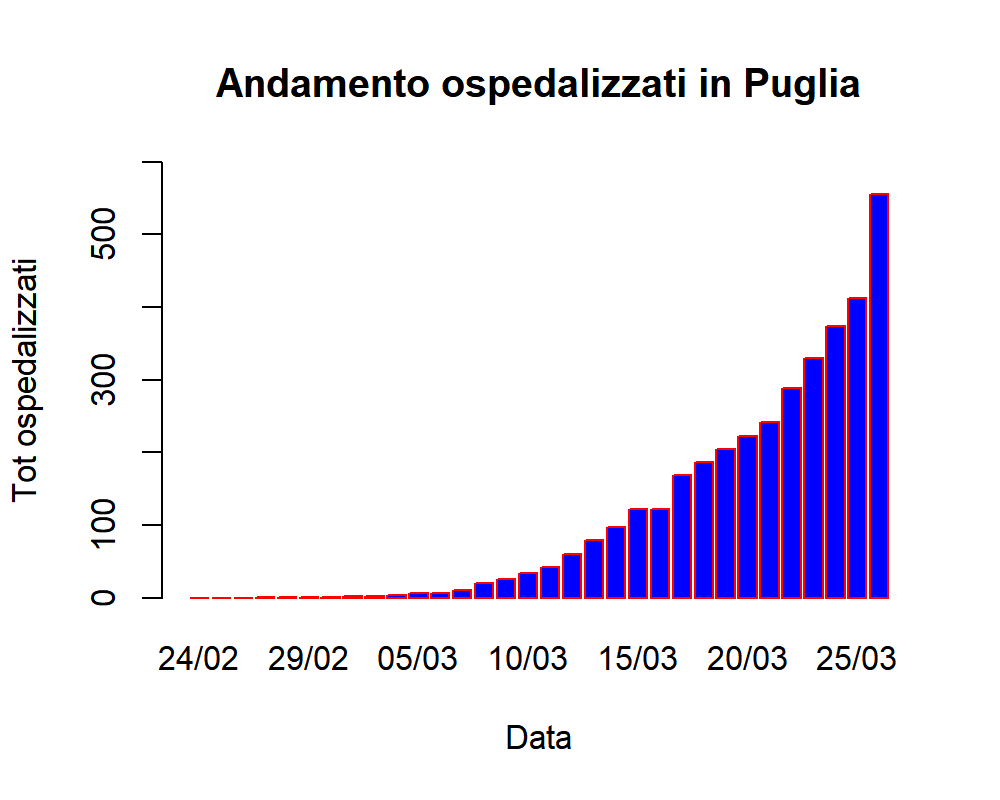 Andamento ospedalizzati in Puglia
Tot ospedalizzati
500
300
100
0
24/02 29/02 05/03 10/03 15/03 20/03 25/03
Data